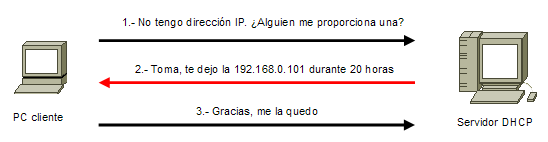 1.- No tengo dirección IP. ¿Alguien me proporciona una?
2.- Toma, te dejo la 192.168.0.101 durante 20 horas
3.- Gracias, me la quedo
PC cliente
Servidor DHCP